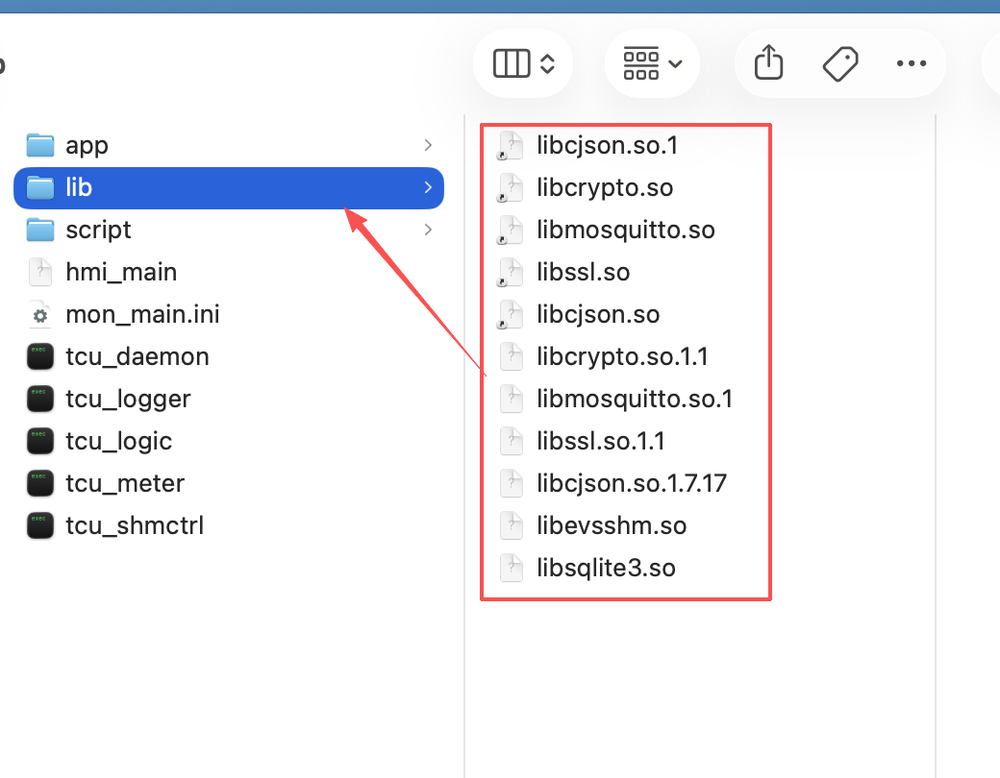 app
lib
script
hmi_main
mon_main.ini
tcu_daemon
tcu_logger
tcu_logic
tcu_meter
tcu_shmctrl
libcjson.so.1
libcrypto.so
libmosquitto.so
libssl.so
libcjson.so
libcrypto.so.1.1
libmosquitto.so.1
libssl.so.1.1
libcjson.so.1.7.17
libevsshm.so
libsqlite3.so